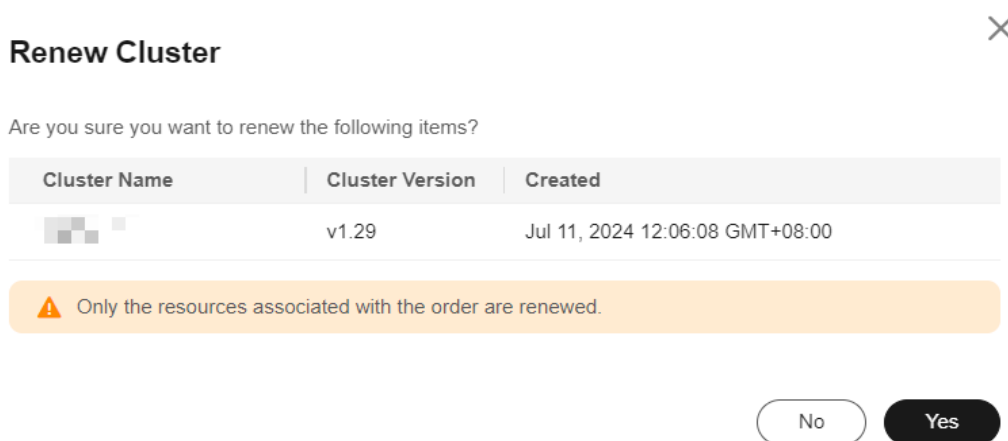 Renew Cluster
Are you sure you want to renew the following items?
Cluster Name Cluster Version Created
v1.29 Jul 11, 2024 12:06:08 GMT+08:00
Only the resources associated with the order are renewed.
No Yes